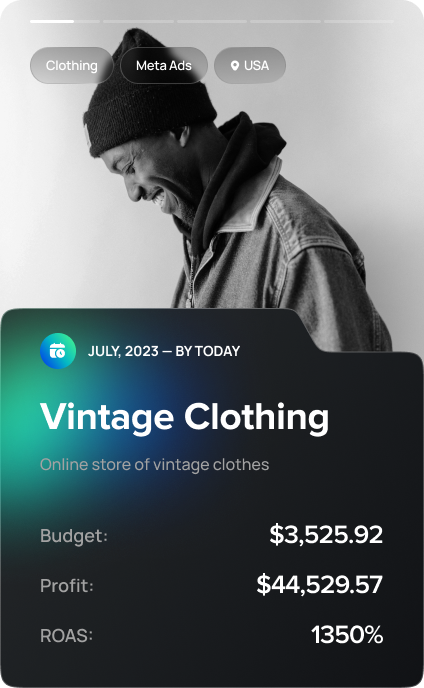 Clothing Meta Ads USA
JULY, 2023 — BY TODAY
Vintage Clothing
Online store of vintage clothes
Budget: $3,525.92
Profit: $44,529.57
ROAS: 1350%